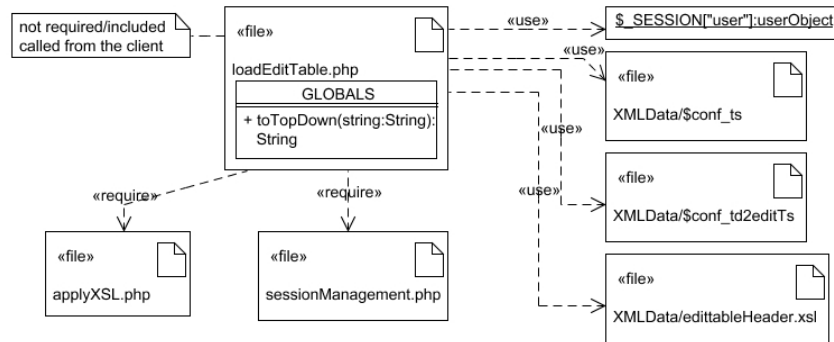 not required/included
called from the client
«file»
loadEditTable.php
GLOBALS
+ toTopDown(string:String):
String
«use»
$_SESSION["user"]:userObject
«use»
«file»
XMLData/$conf_ts
«use»
«file»
XMLData/$conf_td2editTs
«use»
«file»
XMLData/edittableHeader.xsl
«require»
«require»
«file»
applyXSL.php
«file»
sessionManagement.php